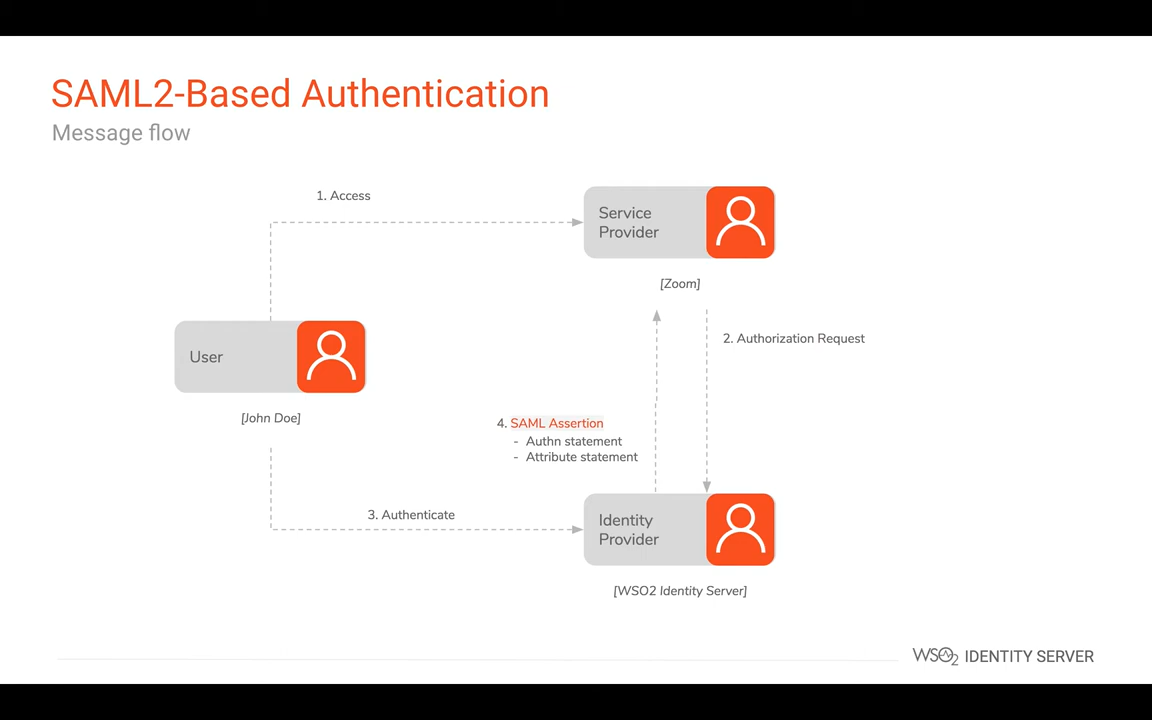 SAML2-Based Authentication
Message flow
1. Access
Service
Provider
[Zoom]
2. Authorization Request
User
[John Doe]
4. SAML Assertion
- Authn statement
- Attribute statement
3. Authenticate
Identity
Provider
[WSO2 Identity Server]
WSO2 IDENTITY SERVER